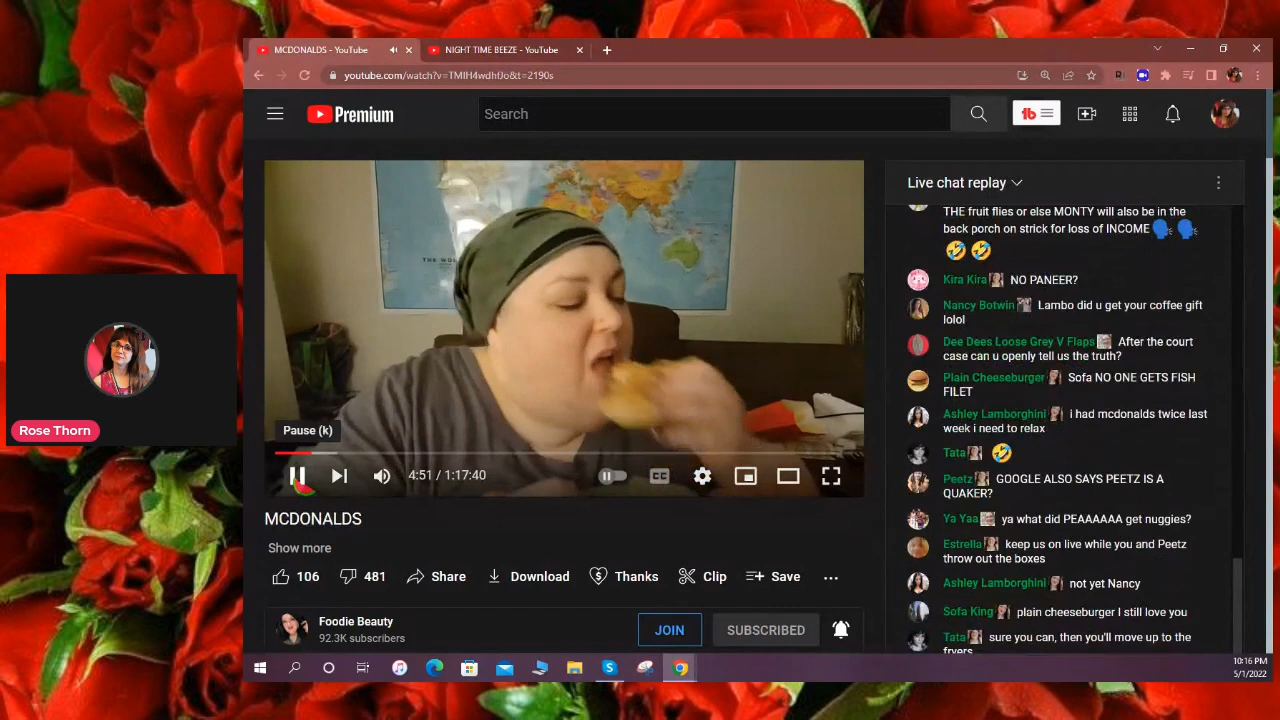 MCDONALDS - YouTube
NIGHT TIME BEEZE - YouTube
youtube.com/watch?v=TMIH4wdhfJo&t=2190s
Premium
Search
Live chat replay
THE fruit flies or else MONTY will also be in the
back porch on strick for loss of INCOME
Kira Kira NO PANEER?
Nancy Botwin Lambo did u get your coffee gift
lolol
Dee Dees Loose Grey V Flaps After the court
case can u openly tell us the truth?
Plain Cheeseburger Sofa NO ONE GETS FISH
FILET
Ashley Lamborghini i had mcdonalds twice last
week i need to relax
Tata
Peetz GOOGLE ALSO SAYS PEETZ IS A
QUAKER?
Ya Yaa ya what did PEAAAAAA get nuggies?
Estrella keep us on live while you and Peetz
throw out the boxes
Ashley Lamborghini not yet Nancy
Sofa King plain cheeseburger I still love you
Tata sure you can, then you'll move up to the
fryers
Rose Thorn
Pause (k)
4:51 / 1:17:40
CC
MCDONALDS
Show more
106 481 Share Download Thanks Clip Save
Foodie Beauty
92.3K subscribers
JOIN
SUBSCRIBED
10:16 PM
5/1/2022